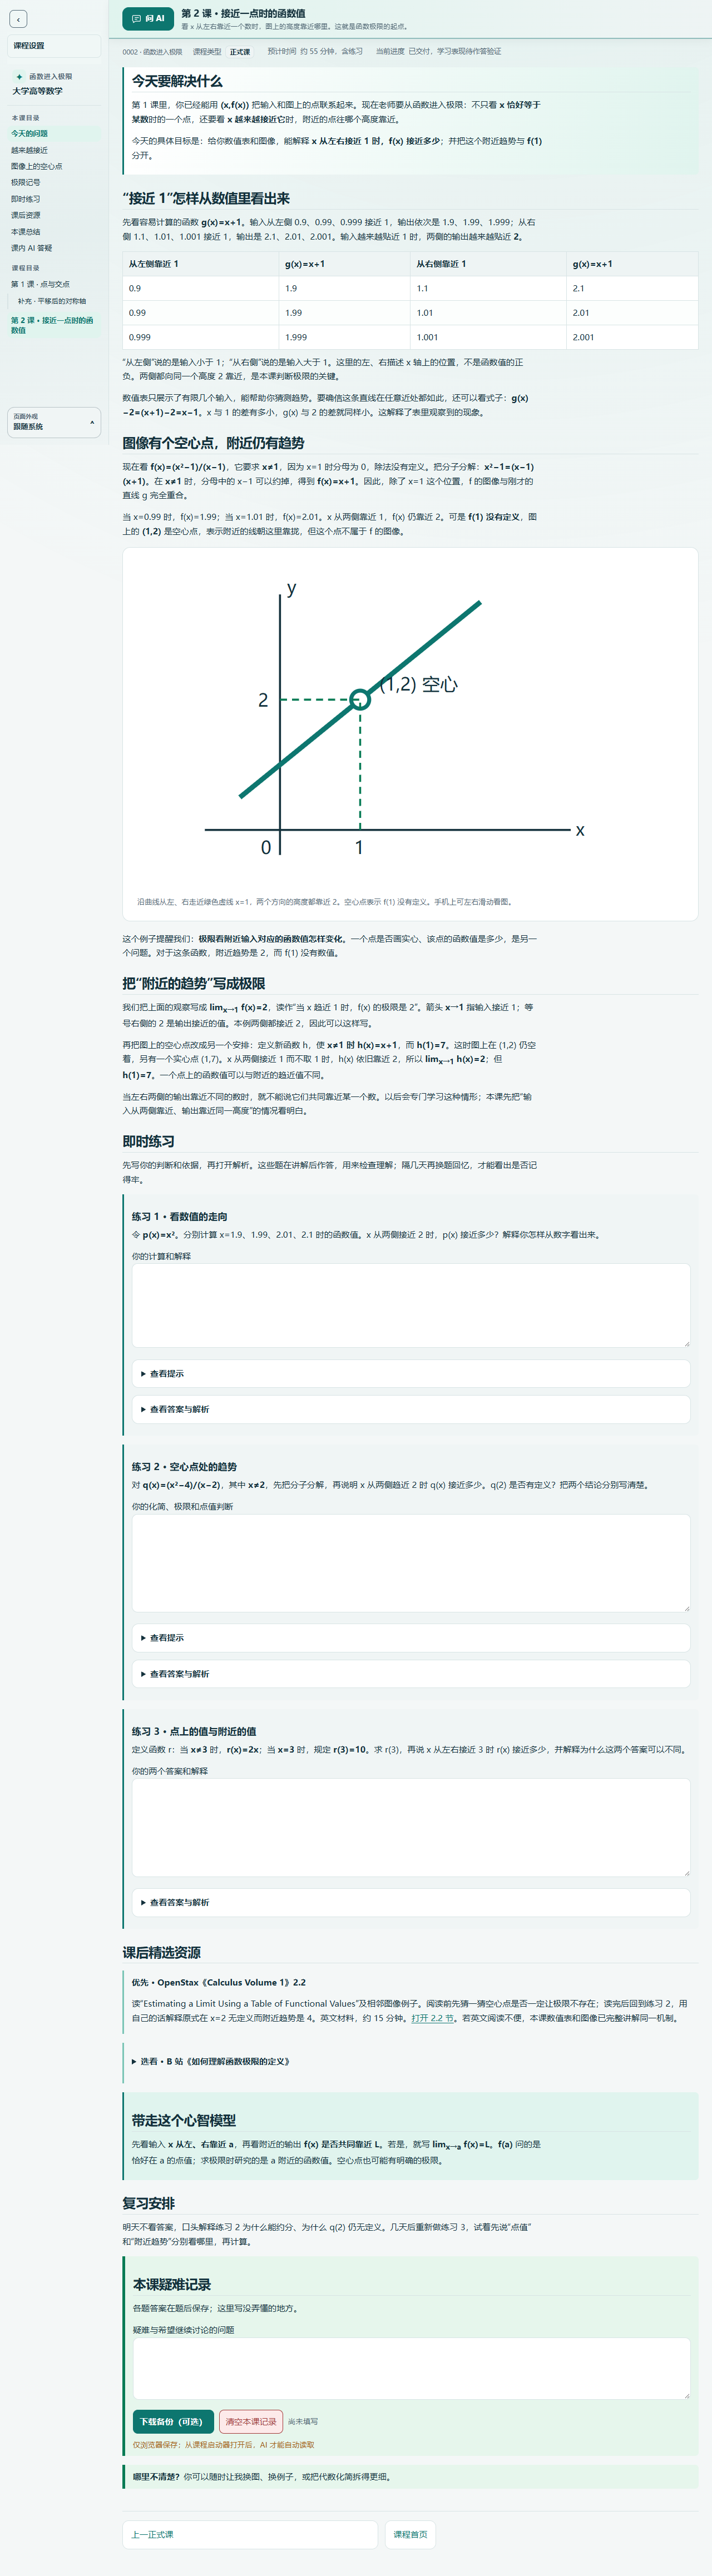 ‹
课程设置
函数进入极限
大学高等数学
本课目录
今天的问题
越来越接近
图像上的空心点
极限记号
即时练习
课后资源
本课总结
课内 AI 答疑
课程目录
第 1 课 · 点与交点
补充 · 平移后的对称轴
第 2 课 · 接近一点时的函
数值
页面外观
跟随系统
问 AI
第 2 课 · 接近一点时的函数值
看 x 从左右靠近一个数时，图上的高度靠近哪里。这就是函数极限的起点。
0002 · 函数进入极限 课程类型 正式课 预计时间 约 55 分钟，含练习 当前进度 已交付，学习表现待作答验证
今天要解决什么
第 1 课里，你已经能用 (x,f(x)) 把输入和图上的点联系起来。现在老师要从函数进入极限：不只看 x 恰好等于
某数时的一个点，还要看 x 越来越接近它时，附近的点往哪个高度靠。
今天的具体目标是：给你数值表和图像，能解释 x 从左右接近 1 时，f(x) 接近多少；并把这个附近趋势与 f(1)
分开。
“接近 1”怎样从数值里看出来
先看容易计算的函数 g(x)=x+1。输入从左侧 0.9、0.99、0.999 接近 1，输出依次是 1.9、1.99、1.999；从右
侧 1.1、1.01、1.001 接近 1，输出是 2.1、2.01、2.001。输入越来越贴近 1 时，两侧的输出越来越贴近 2。
从左侧靠近 1 g(x)=x+1 从右侧靠近 1 g(x)=x+1
0.9 1.9 1.1 2.1
0.99 1.99 1.01 2.01
0.999 1.999 1.001 2.001
“从左侧”说的是输入小于 1；“从右侧”说的是输入大于 1。这里的左、右描述 x 轴上的位置，不是函数值的正
负。两侧都向同一个高度 2 靠近，是本课判断极限的关键。
数值表只展示了有限几个输入，能帮助你猜测趋势。要确信这条直线在任意近处都如此，还可以看式子：g(x)
−2=(x+1)−2=x−1。x 与 1 的差有多小，g(x) 与 2 的差就同样小。这解释了表里观察到的现象。
图像有个空心点，附近仍有趋势
现在看 f(x)=(x²−1)/(x−1)，它要求 x≠1，因为 x=1 时分母为 0，除法没有定义。把分子分解：x²−1=(x−1)
(x+1)。在 x≠1 时，分母中的 x−1 可以约掉，得到 f(x)=x+1。因此，除了 x=1 这个位置，f 的图像与刚才的
直线 g 完全重合。
当 x=0.99 时，f(x)=1.99；当 x=1.01 时，f(x)=2.01。x 从两侧靠近 1，f(x) 仍靠近 2。可是 f(1) 没有定义，图
上的 (1,2) 是空心点，表示附近的线朝这里靠拢，但这个点不属于 f 的图像。
y
(1,2) 空心
2
x
0
1
沿曲线从左、右走近绿色虚线 x=1，两个方向的高度都靠近 2。空心点表示 f(1) 没有定义。手机上可左右滑动看图。
这个例子提醒我们：极限看附近输入对应的函数值怎样变化。一个点是否画实心、该点的函数值是多少，是另一
个问题。对于这条函数，附近趋势是 2，而 f(1) 没有数值。
把“附近的趋势”写成极限
我们把上面的观察写成 limx→1 f(x)=2，读作“当 x 趋近 1 时，f(x) 的极限是 2”。箭头 x→1 指输入接近 1；等
号右侧的 2 是输出接近的值。本例两侧都接近 2，因此可以这样写。
再把图上的空心点改成另一个安排：定义新函数 h，使 x≠1 时 h(x)=x+1，而 h(1)=7。这时图上在 (1,2) 仍空
着，另有一个实心点 (1,7)。x 从两侧接近 1 而不取 1 时，h(x) 依旧靠近 2，所以 limx→1 h(x)=2；但
h(1)=7。一个点上的函数值可以与附近的趋近值不同。
当左右两侧的输出靠近不同的数时，就不能说它们共同靠近某一个数。以后会专门学习这种情形；本课先把“输
入从两侧靠近、输出靠近同一高度”的情况看明白。
即时练习
先写你的判断和依据，再打开解析。这些题在讲解后作答，用来检查理解；隔几天再换题回忆，才能看出是否记
得牢。
练习 1 · 看数值的走向
令 p(x)=x²。分别计算 x=1.9、1.99、2.01、2.1 时的函数值。x 从两侧接近 2 时，p(x) 接近多少？解释你怎样从数字看出来。
你的计算和解释
查看提示
查看答案与解析
练习 2 · 空心点处的趋势
对 q(x)=(x²−4)/(x−2)，其中 x≠2，先把分子分解，再说明 x 从两侧趋近 2 时 q(x) 接近多少。q(2) 是否有定义？把两个结论分别写清楚。
你的化简、极限和点值判断
查看提示
查看答案与解析
练习 3 · 点上的值与附近的值
定义函数 r：当 x≠3 时，r(x)=2x；当 x=3 时，规定 r(3)=10。求 r(3)，再说 x 从左右接近 3 时 r(x) 接近多少，并解释为什么这两个答案可以不同。
你的两个答案和解释
查看答案与解析
课后精选资源
优先 · OpenStax《Calculus Volume 1》2.2
读“Estimating a Limit Using a Table of Functional Values”及相邻图像例子。阅读前先猜一猜空心点是否一定让极限不存在；读完后回到练习 2，用
自己的话解释原式在 x=2 无定义而附近趋势是 4。英文材料，约 15 分钟。打开 2.2 节。若英文阅读不便，本课数值表和图像已完整讲解同一机制。
选看 · B 站《如何理解函数极限的定义》
带走这个心智模型
先看输入 x 从左、右靠近 a，再看附近的输出 f(x) 是否共同靠近 L。若是，就写 limx→a f(x)=L。f(a) 问的是
恰好在 a 的点值；求极限时研究的是 a 附近的函数值。空心点也可能有明确的极限。
复习安排
明天不看答案，口头解释练习 2 为什么能约分、为什么 q(2) 仍无定义。几天后重新做练习 3，试着先说“点值”
和“附近趋势”分别看哪里，再计算。
本课疑难记录
各题答案在题后保存；这里写没弄懂的地方。
疑难与希望继续讨论的问题
下载备份（可选） 清空本课记录 尚未填写
仅浏览器保存；从课程启动器打开后，AI 才能自动读取
哪里不清楚？你可以随时让我换图、换例子，或把代数化简拆得更细。
上一正式课 课程首页